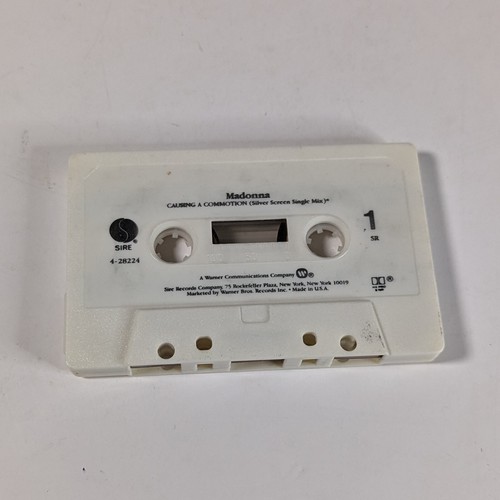 Madonna
CAUSING A COMMOTION (Silver Screen Single Mix)*
1
SR
SIRE®
4-28224
A Warner Communications Company ®
Sire Records Company, 75 Rockefeller Plaza, New York, New York 10019
Marketed by Warner Bros. Records Inc. • Made in U.S.A.